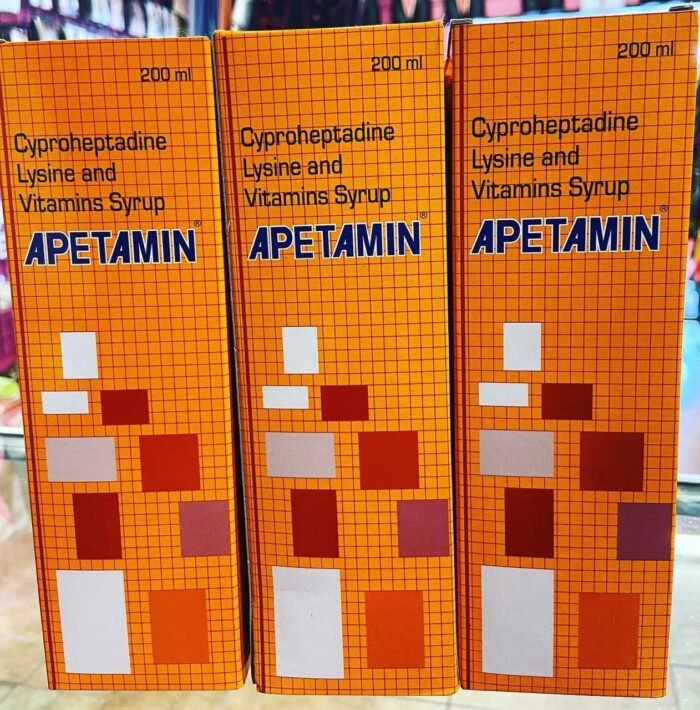 200 ml
Cyproheptadine
Lysine and
Vitamins Syrup
APETAMIN®
200 ml
Cyproheptadine
Lysine and
Vitamins Syrup
APETAMIN®
200 ml
Cyproheptadine
Lysine and
Vitamins Syrup
APETAMIN®